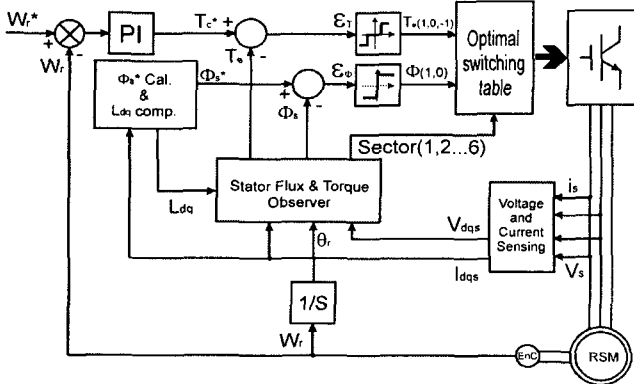 Wr*
+
-
Wr
PI
Tc* +
Te -
εT
Te(1,0,-1)
Optimal
switching
table
Φs* Cal.
&
Ldq comp.
Φs*
+
-
Φs
εΦ
Φ(1,0)
Sector(1,2...6)
Ldq
Stator Flux & Torque
Observer
θr
Vdqs
Idqs
Voltage
and
Current
Sensing
is
Vs
1/S
Wr
EnC
RSM